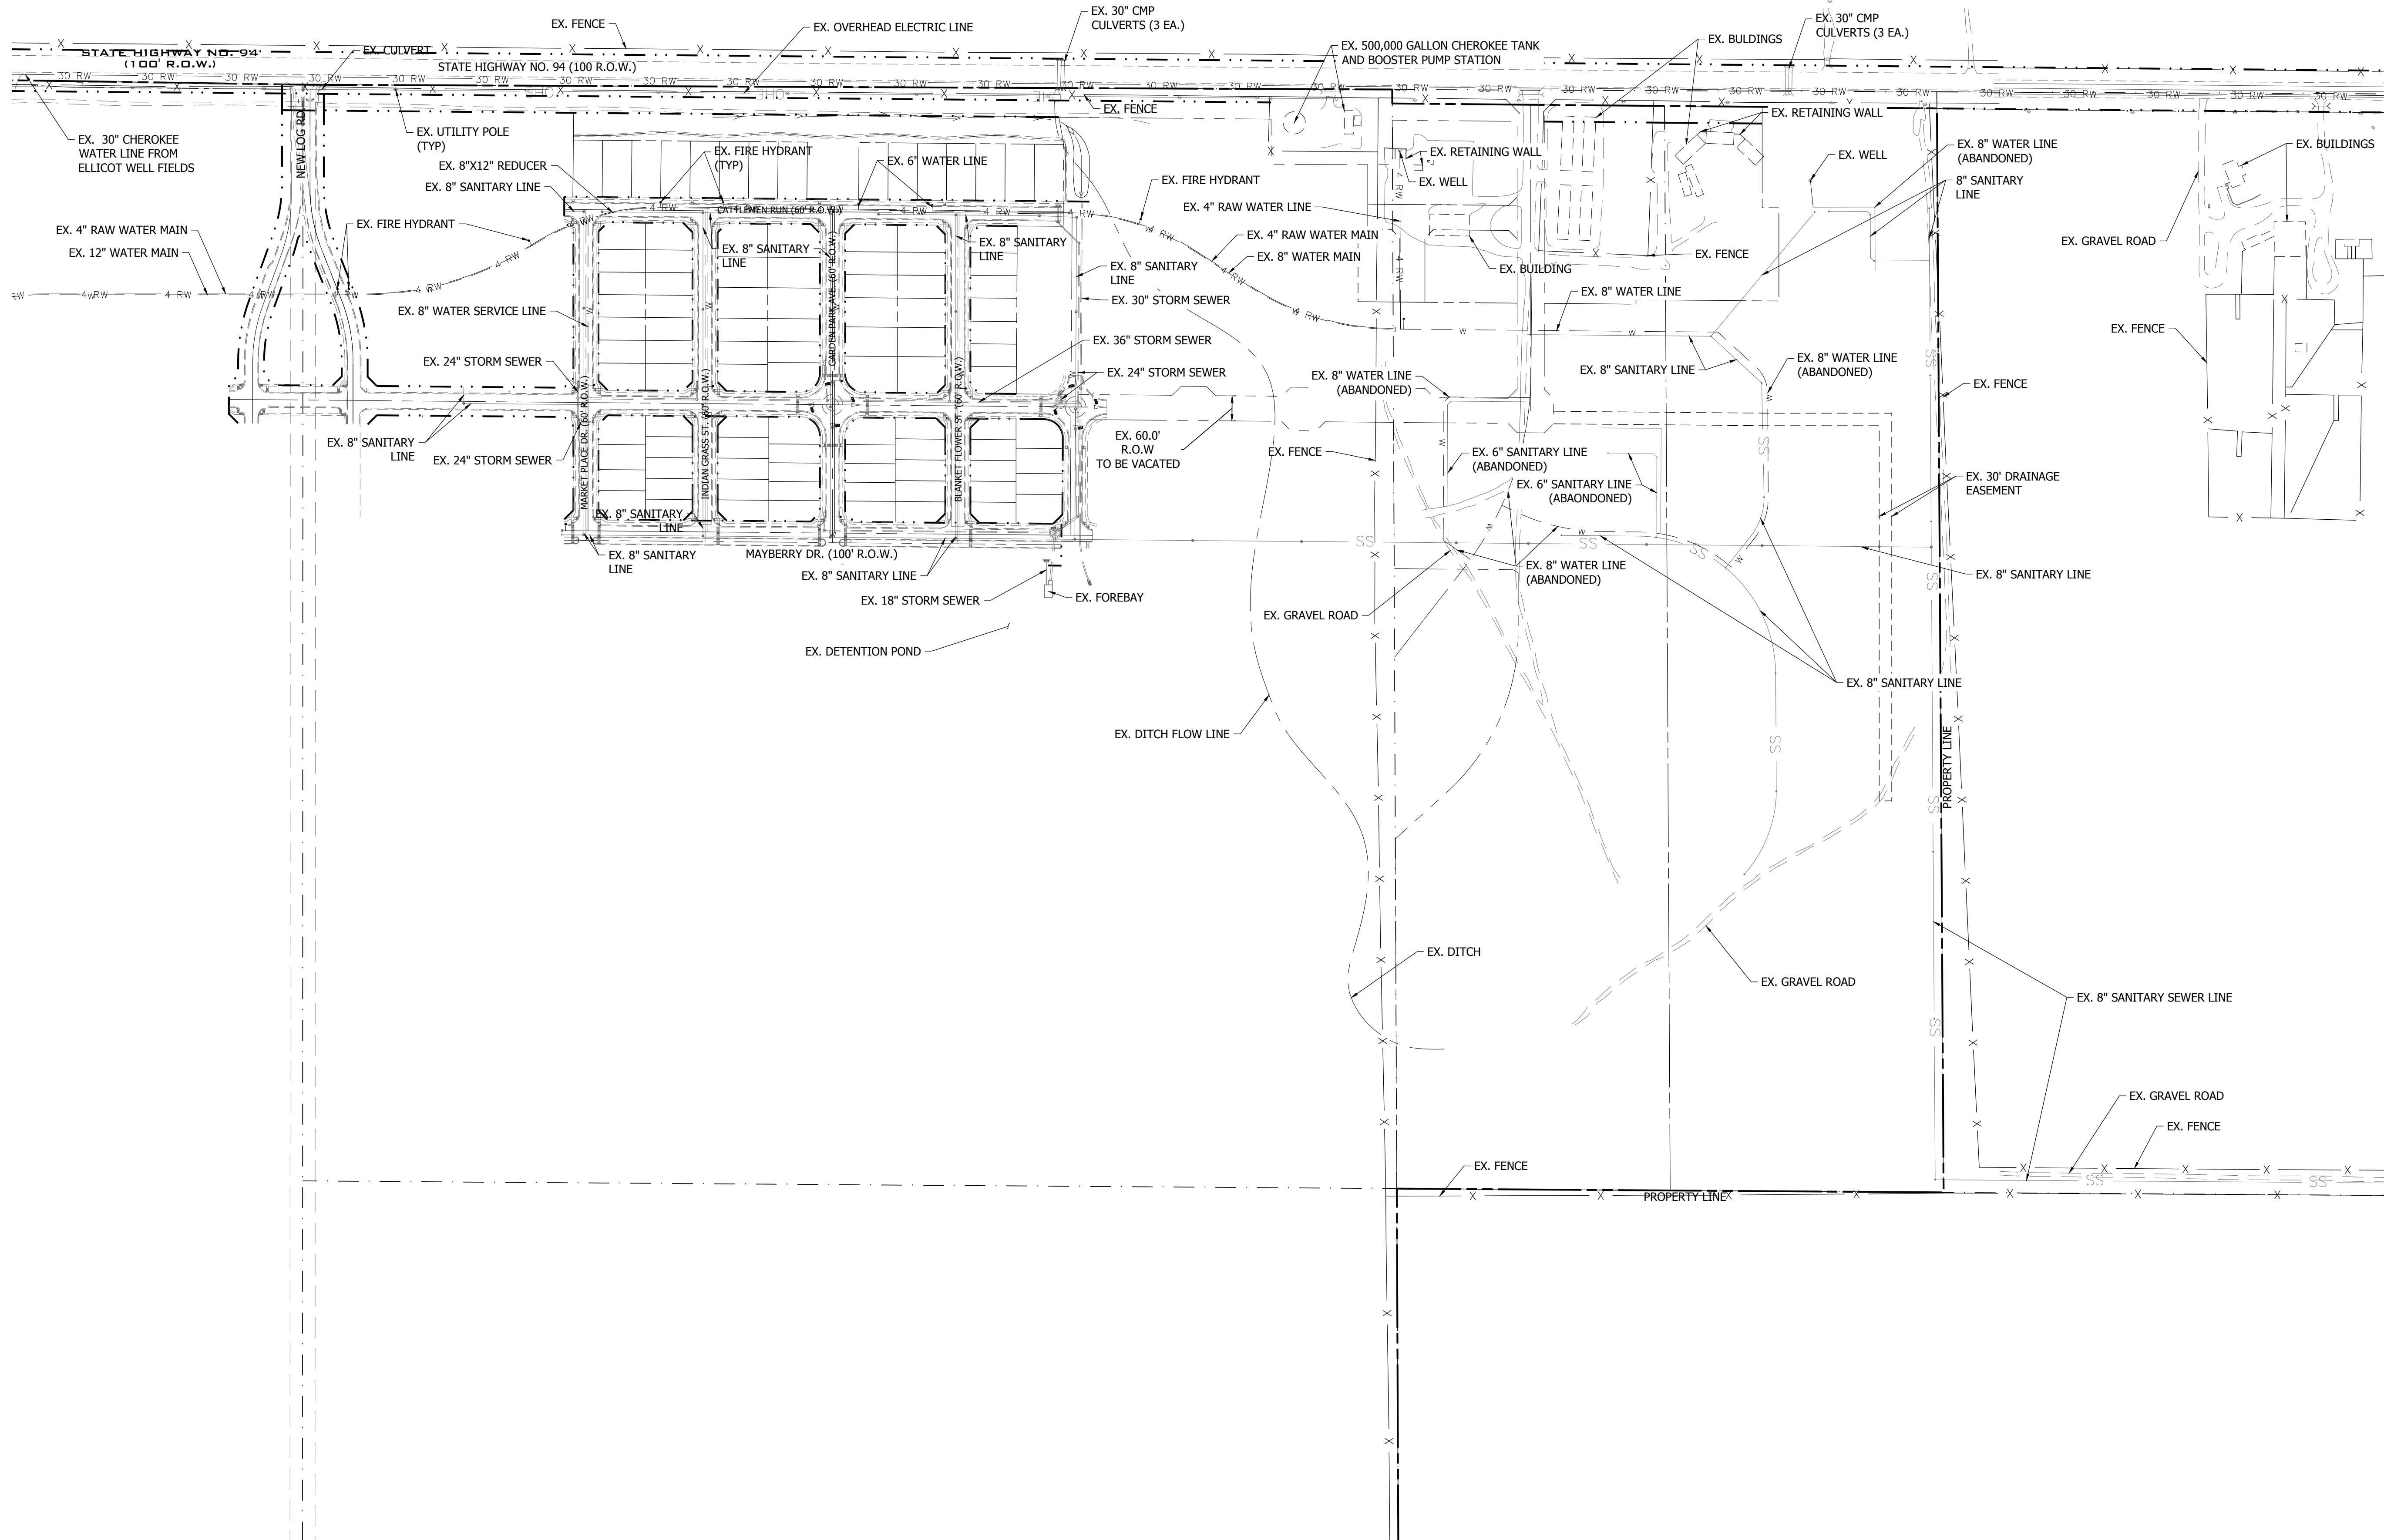 EX. FENCE
EX. OVERHEAD ELECTRIC LINE
EX. 30" CMP
CULVERTS (3 EA.)
EX. 30" CMP
CULVERTS (3 EA.)
STATE HIGHWAY NO. 94
(100' R.O.W.)
EX. CULVERT
STATE HIGHWAY NO. 94 (100 R.O.W.)
EX. 500,000 GALLON CHEROKEE TANK
AND BOOSTER PUMP STATION
EX. BULDINGS
EX. FENCE
EX. RETAINING WALL
EX. 30" CHEROKEE
WATER LINE FROM
ELLICOT WELL FIELDS
NEW LOG RD
EX. UTILITY POLE
(TYP)
EX. 8"X12" REDUCER
EX. 8" SANITARY LINE
EX. FIRE HYDRANT
(TYP)
EX. 6" WATER LINE
EX. RETAINING WALL
EX. WELL
EX. WELL
EX. 8" WATER LINE
(ABANDONED)
8" SANITARY
LINE
EX. BUILDINGS
EX. FIRE HYDRANT
EX. 4" RAW WATER LINE
CATTLEMEN RUN (60' R.O.W.)
EX. FIRE HYDRANT
EX. 4" RAW WATER MAIN
EX. 12" WATER MAIN
EX. 8" SANITARY
LINE
EX. 8" SANITARY
LINE
EX. 8" SANITARY
LINE
EX. 4" RAW WATER MAIN
EX. 8" WATER MAIN
EX. BUILDING
EX. FENCE
EX. GRAVEL ROAD
EX. 8" WATER SERVICE LINE
EX. 30" STORM SEWER
EX. 8" WATER LINE
EX. 24" STORM SEWER
EX. 36" STORM SEWER
EX. 24" STORM SEWER
EX. 8" WATER LINE
(ABANDONED)
EX. 8" SANITARY LINE
EX. 8" WATER LINE
(ABANDONED)
EX. FENCE
EX. FENCE
MARKET PLACE DR. (60' R.O.W.)
INDIAN GRASS ST. (60' R.O.W.)
GARDEN PARK AVE. (60' R.O.W.)
BLANKET FLOWER ST. (60' R.O.W.)
EX. 8" SANITARY
LINE
EX. 24" STORM SEWER
EX. 60.0'
R.O.W
TO BE VACATED
EX. FENCE
EX. 6" SANITARY LINE
(ABANDONED)
EX. 6" SANITARY LINE
(ABAONDONED)
EX. 30' DRAINAGE
EASEMENT
EX. 8" SANITARY
LINE
EX. 8" SANITARY
LINE
MAYBERRY DR. (100' R.O.W.)
EX. 8" SANITARY LINE
EX. 18" STORM SEWER
EX. FOREBAY
EX. 8" WATER LINE
(ABANDONED)
EX. 8" SANITARY LINE
EX. GRAVEL ROAD
EX. DETENTION POND
EX. 8" SANITARY LINE
EX. DITCH FLOW LINE
PROPERTY LINE
EX. DITCH
EX. GRAVEL ROAD
EX. 8" SANITARY SEWER LINE
EX. GRAVEL ROAD
EX. FENCE
EX. FENCE
PROPERTY LINE